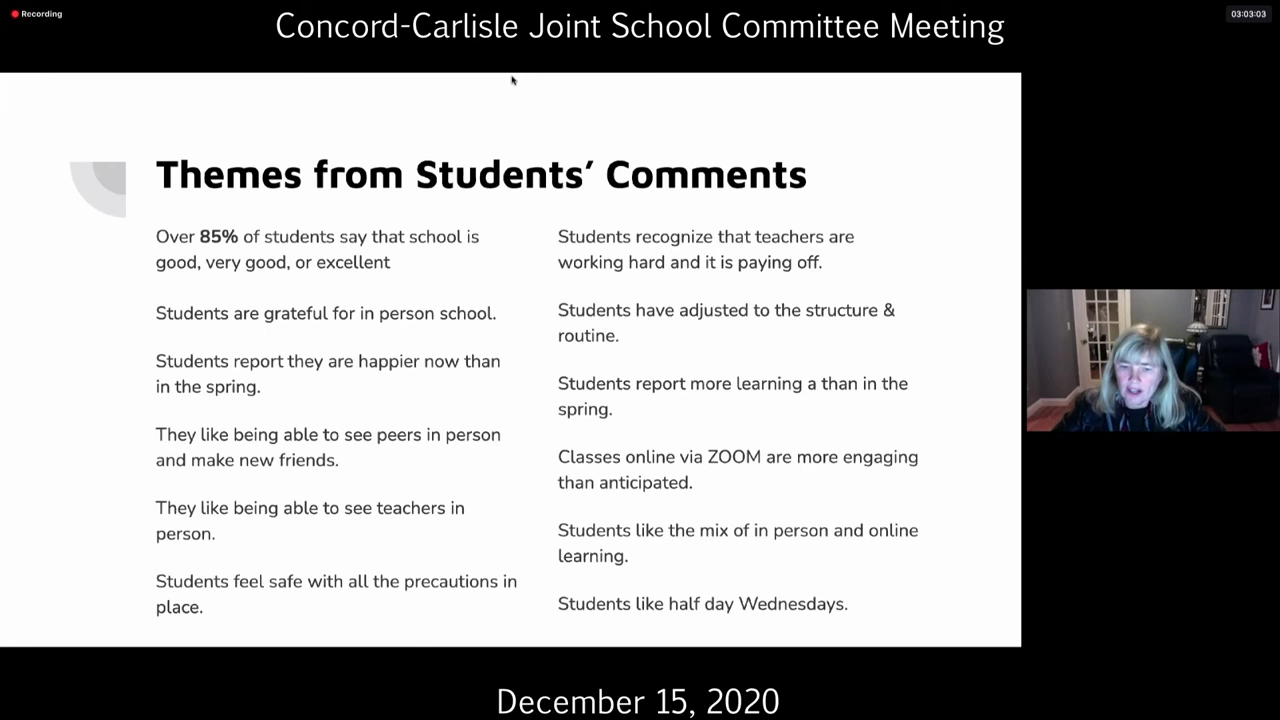 Recording
Concord-Carlisle Joint School Committee Meeting
03:03:03
Themes from Students’ Comments
Over 85% of students say that school is
good, very good, or excellent
Students are grateful for in person school.
Students report they are happier now than
in the spring.
They like being able to see peers in person
and make new friends.
They like being able to see teachers in
person.
Students feel safe with all the precautions in
place.
Students recognize that teachers are
working hard and it is paying off.
Students have adjusted to the structure &
routine.
Students report more learning a than in the
spring.
Classes online via ZOOM are more engaging
than anticipated.
Students like the mix of in person and online
learning.
Students like half day Wednesdays.
December 15, 2020